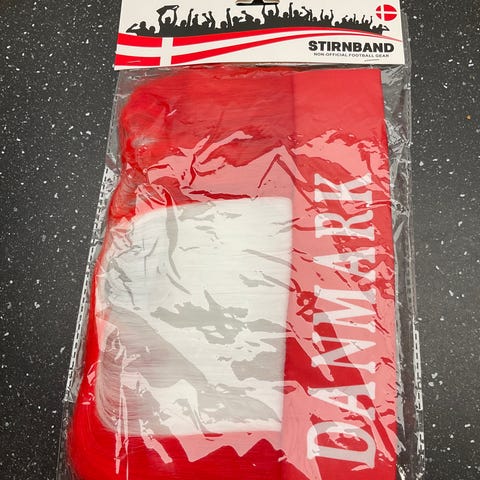 STIRNBAND
NON-OFFICIAL FOOTBALL GEAR
DANMARK